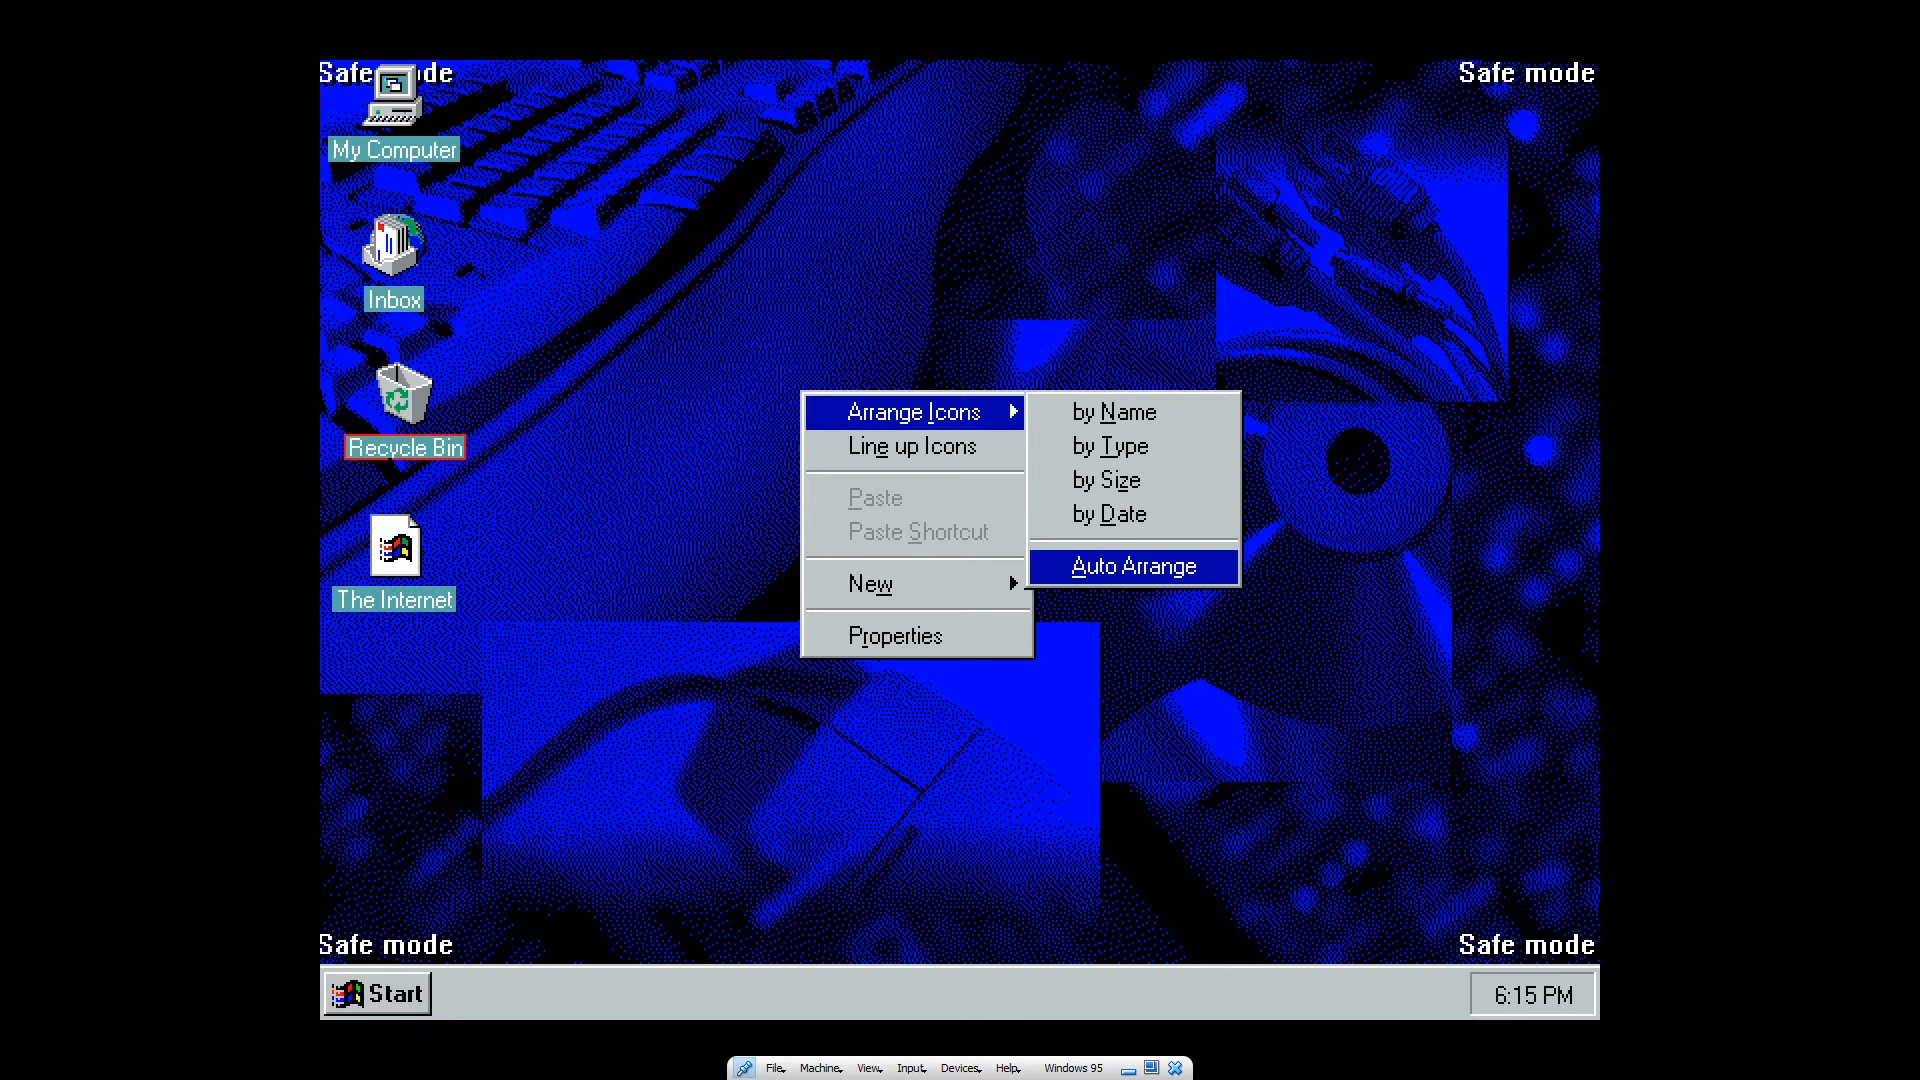 Safe mode
Safe mode
My Computer
Inbox
Recycle Bin
The Internet
Arrange Icons
Line up Icons
Paste
Paste Shortcut
New
Properties
by Name
by Type
by Size
by Date
Auto Arrange
Safe mode
Safe mode
Start
6:15 PM
File Machine View Input Devices Help Windows 95